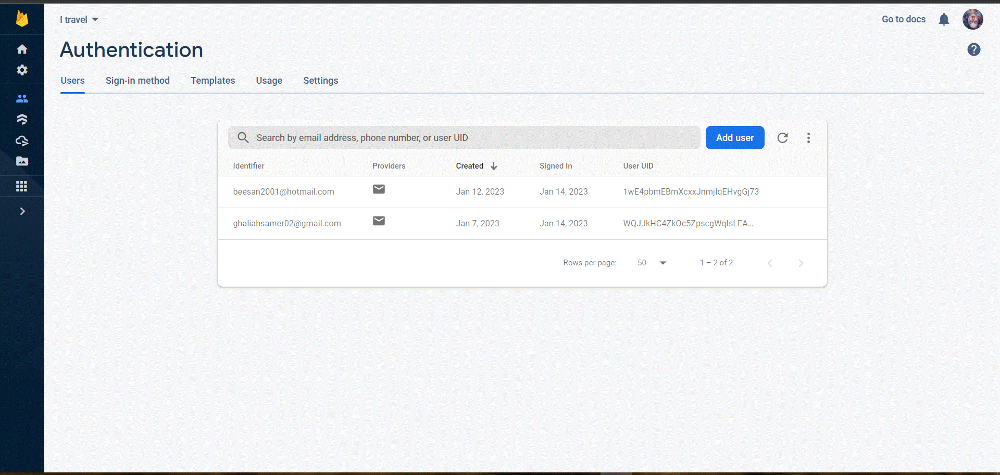 I travel
Go to docs
Authentication
Users Sign-in method Templates Usage Settings
Search by email address, phone number, or user UID
Add user
Identifier Providers Created Signed In User UID
beesan2001@hotmail.com Jan 12, 2023 Jan 14, 2023 1wE4pbmEBmXcxxJnmjIqEHvgGj73
ghaliahsamer02@gmail.com Jan 7, 2023 Jan 14, 2023 WQJJkHC4ZkOc5ZpscgWqIsLEA...
Rows per page: 50 1 – 2 of 2